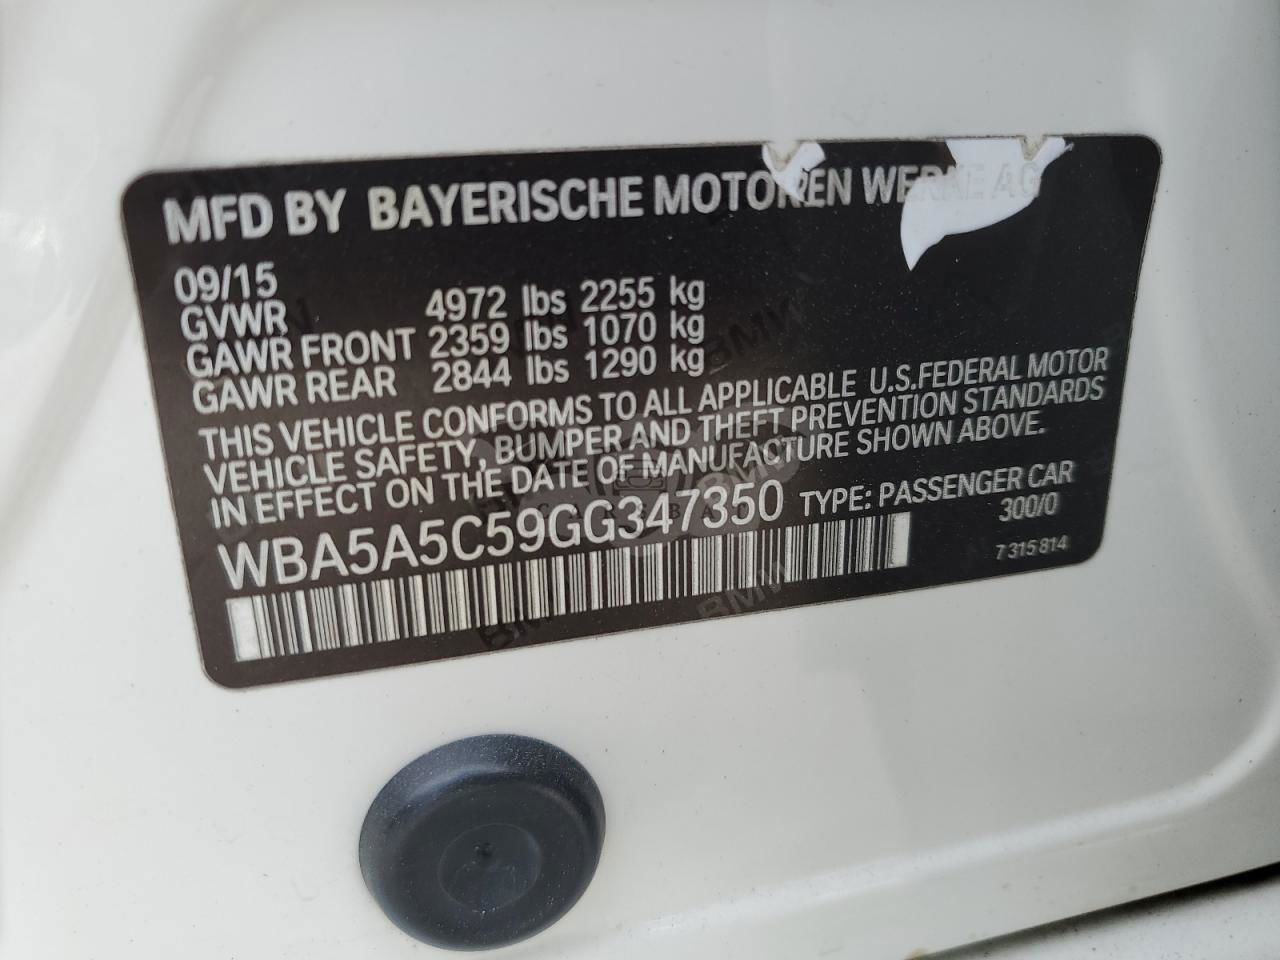 MFD BY BAYERISCHE MOTOREN WERKE AG
09/15
GVWR 4972 lbs 2255 kg
GAWR FRONT 2359 lbs 1070 kg
GAWR REAR 2844 lbs 1290 kg
THIS VEHICLE CONFORMS TO ALL APPLICABLE U.S.FEDERAL MOTOR
VEHICLE SAFETY, BUMPER AND THEFT PREVENTION STANDARDS
IN EFFECT ON THE DATE OF MANUFACTURE SHOWN ABOVE.
WBA5A5C59GG347350 TYPE: PASSENGER CAR
300/0
7 315 814